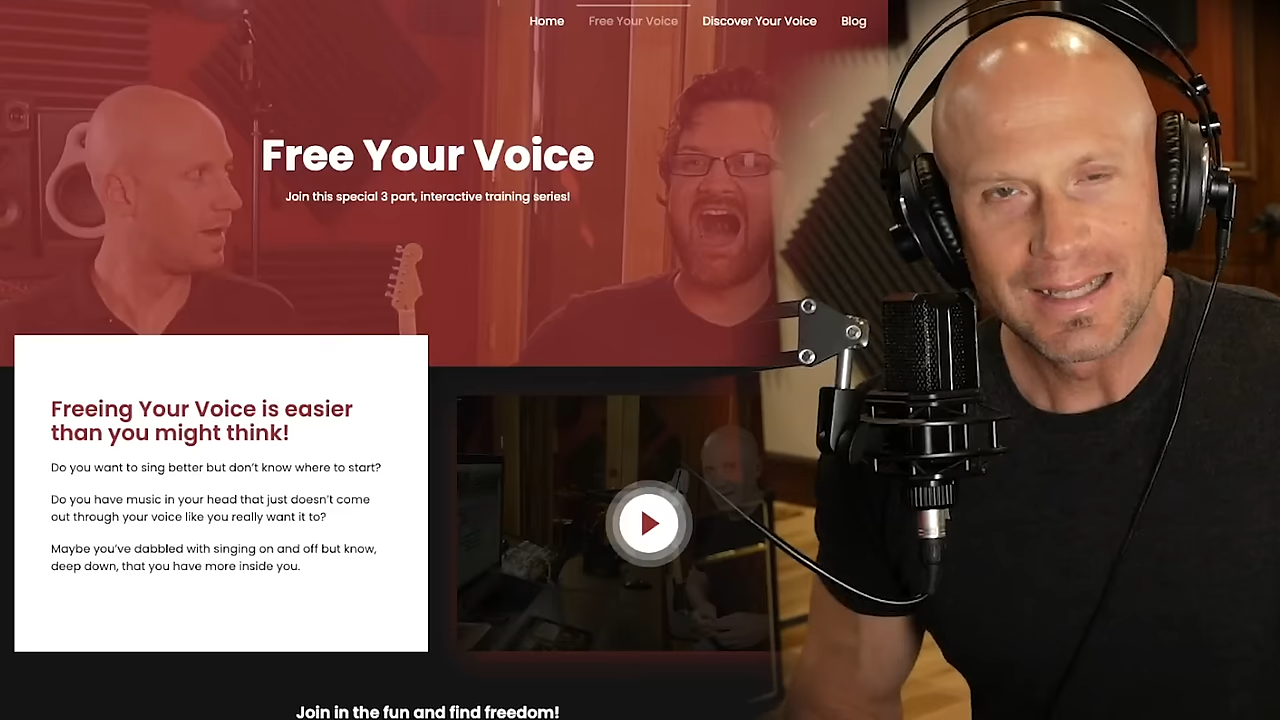 Home Free Your Voice Discover Your Voice Blog
Free Your Voice
Join this special 3 part, interactive training series!
Freeing Your Voice is easier
than you might think!
Do you want to sing better but don't know where to start?
Do you have music in your head that just doesn't come
out through your voice like you really want it to?
Maybe you've dabbled with singing on and off but know,
deep down, that you have more inside you.
Join in the fun and find freedom!